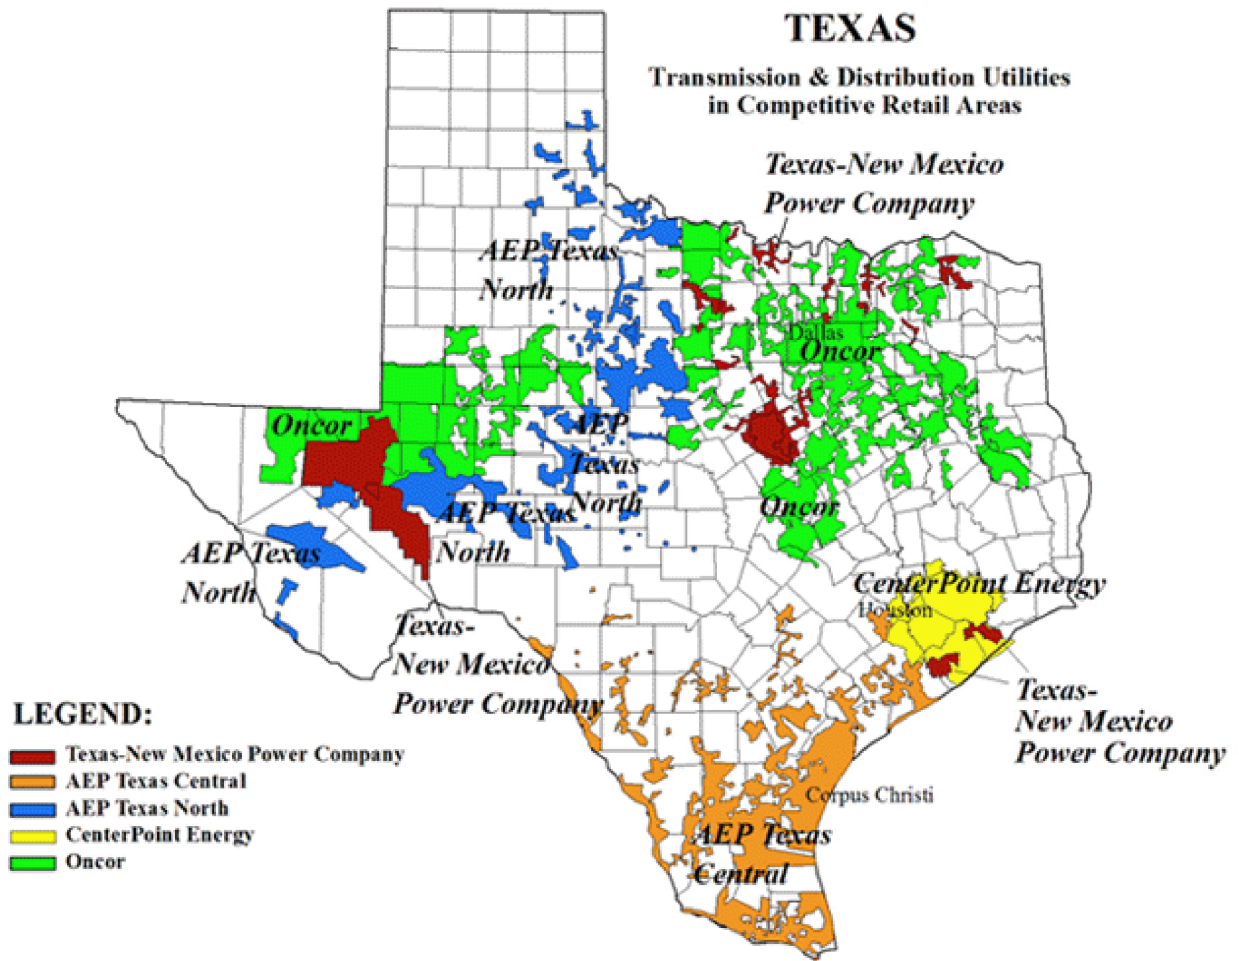 TEXAS
Transmission & Distribution Utilities
in Competitive Retail Areas
Texas-New Mexico
Power Company
AEP Texas
North
Dallas
Oncor
Oncor
AEP
Texas
North
Oncor
AEP Texas
North
AEP Texas
North
CenterPoint Energy
Houston
Texas-
New Mexico
Power Company
Texas-
New Mexico
Power Company
Corpus Christi
AEP Texas
Central
LEGEND:
Texas-New Mexico Power Company
AEP Texas Central
AEP Texas North
CenterPoint Energy
Oncor